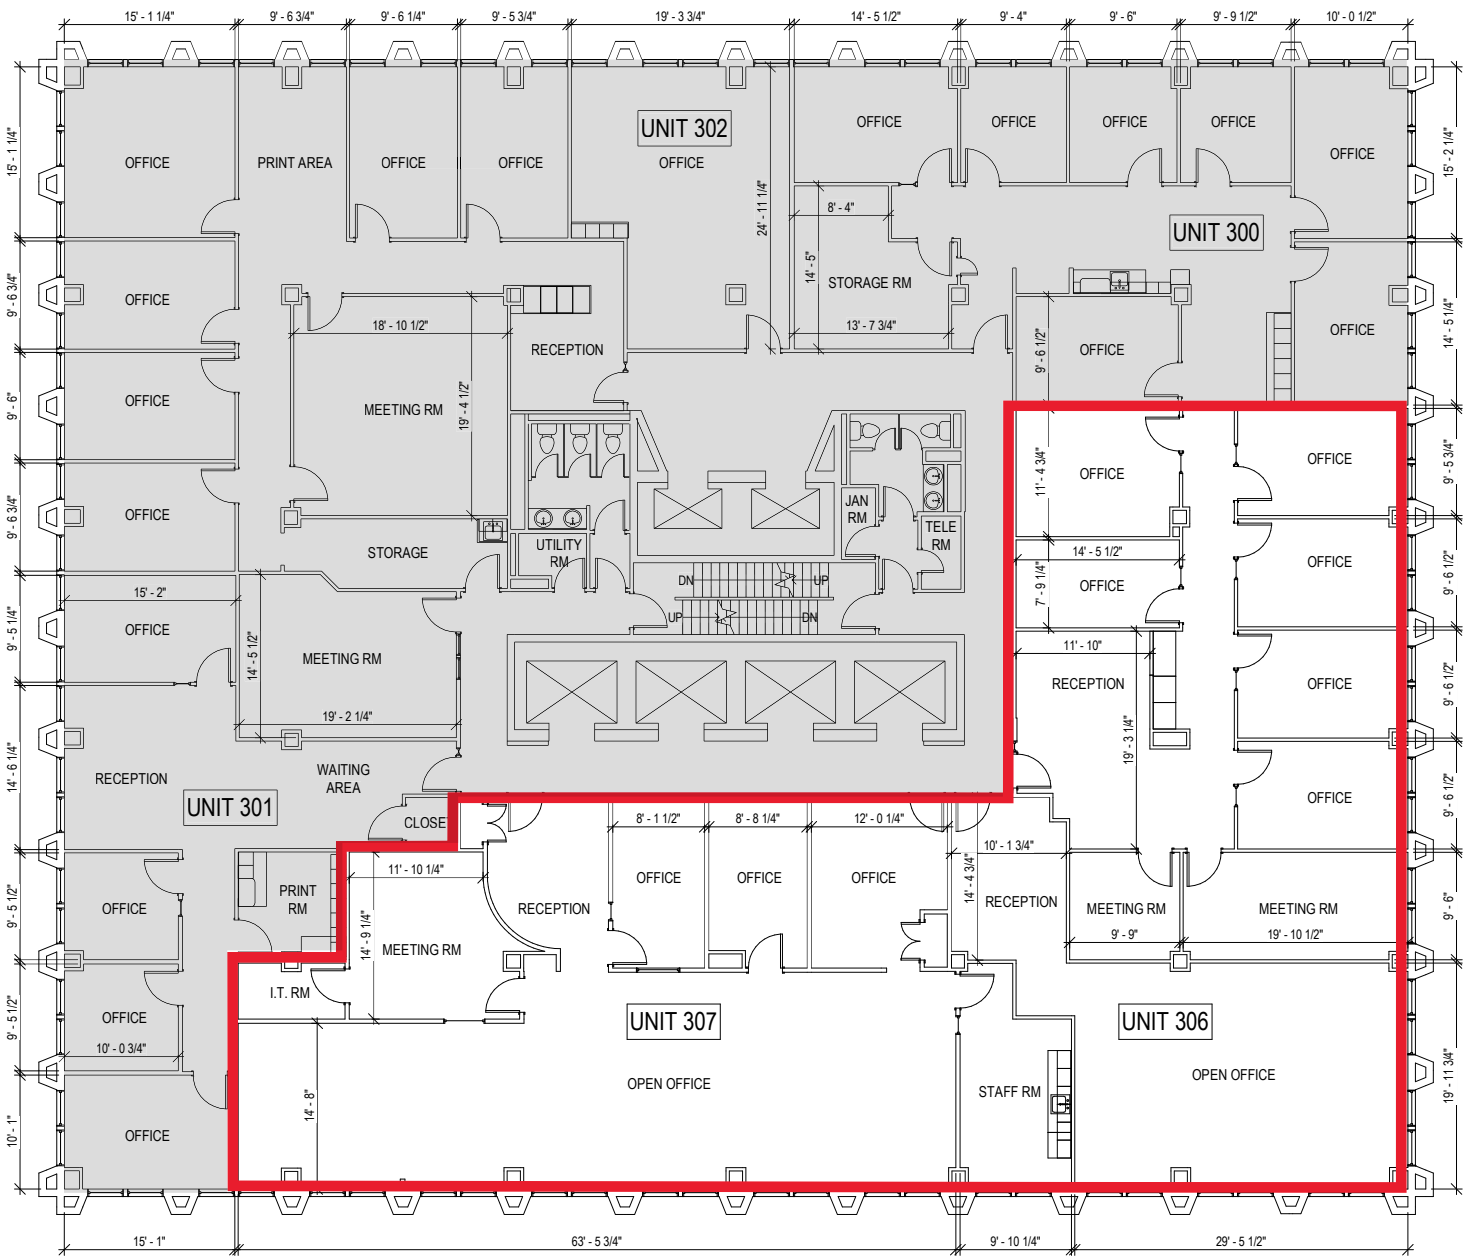 15' - 1 1/4"
9' - 6 3/4"
9' - 6 1/4"
9' - 5 3/4"
19' - 3 3/4"
14' - 5 1/2"
9' - 4"
9' - 6"
9' - 9 1/2"
10' - 0 1/2"
15' - 1 1/4"
9' - 6 3/4"
9' - 6"
9' - 6 3/4"
9' - 5 1/4"
14' - 6 1/4"
9' - 5 1/2"
9' - 5 1/2"
10' - 1"
OFFICE
PRINT AREA
OFFICE
OFFICE
UNIT 302
OFFICE
24' - 11 1/4"
OFFICE
OFFICE
OFFICE
OFFICE
OFFICE
8' - 4"
14' - 5"
STORAGE RM
13' - 7 3/4"
UNIT 300
OFFICE
9' - 6 1/2"
OFFICE
OFFICE
OFFICE
OFFICE
18' - 10 1/2"
19' - 4 1/2"
MEETING RM
RECEPTION
STORAGE
UTILITY
RM
JAN
RM
TELE
RM
DN
UP
UP
DN
15' - 2"
OFFICE
14' - 5 1/2"
MEETING RM
19' - 2 1/4"
RECEPTION
WAITING
AREA
UNIT 301
CLOSE
PRINT
RM
OFFICE
OFFICE
10' - 0 3/4"
OFFICE
11' - 4 3/4"
OFFICE
OFFICE
14' - 5 1/2"
7' - 9 1/4"
OFFICE
OFFICE
11' - 10"
RECEPTION
19' - 3 1/4"
OFFICE
OFFICE
8' - 1 1/2"
8' - 8 1/4"
12' - 0 1/4"
10' - 1 3/4"
14' - 4 3/4"
11' - 10 1/4"
14' - 9 1/4"
MEETING RM
RECEPTION
OFFICE
OFFICE
OFFICE
RECEPTION
MEETING RM
9' - 9"
MEETING RM
19' - 10 1/2"
I.T. RM
UNIT 307
UNIT 306
14' - 8"
OPEN OFFICE
STAFF RM
OPEN OFFICE
15' - 2 1/4"
14' - 5 1/4"
9' - 5 3/4"
9' - 6 1/2"
9' - 6 1/2"
9' - 6 1/2"
9' - 6"
19' - 11 3/4"
15' - 1"
63' - 5 3/4"
9' - 10 1/4"
29' - 5 1/2"